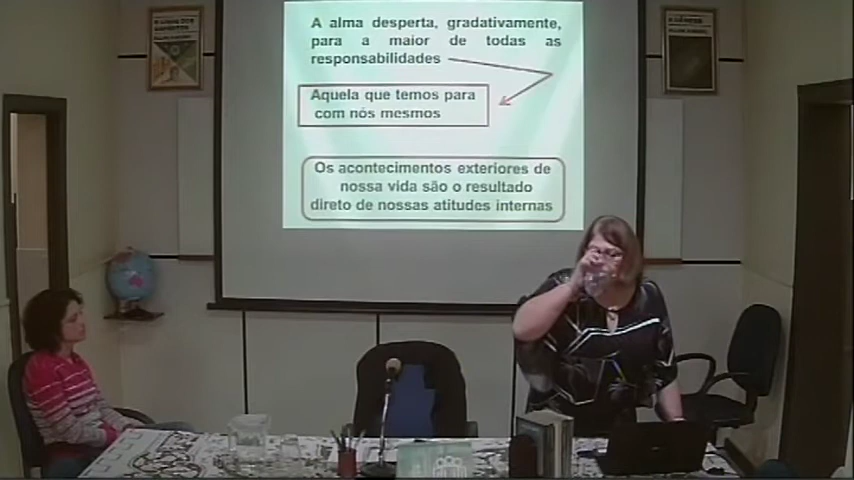 A alma desperta, gradativamente,
para a maior de todas as
responsabilidades
Aquela que temos para
com nós mesmos
Os acontecimentos exteriores de
nossa vida são o resultado
direto de nossas atitudes internas